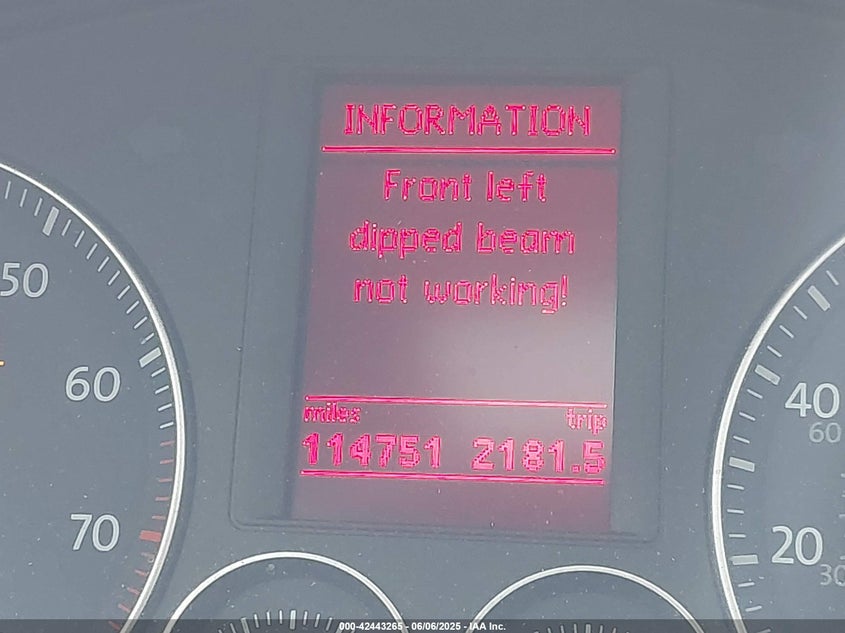 INFORMATION
Front left
dipped beam
not working!
miles trip
114751 2181.5
50
60
70
40
60
20
30
000-42443265 - 06/06/2025 - IAA Inc.